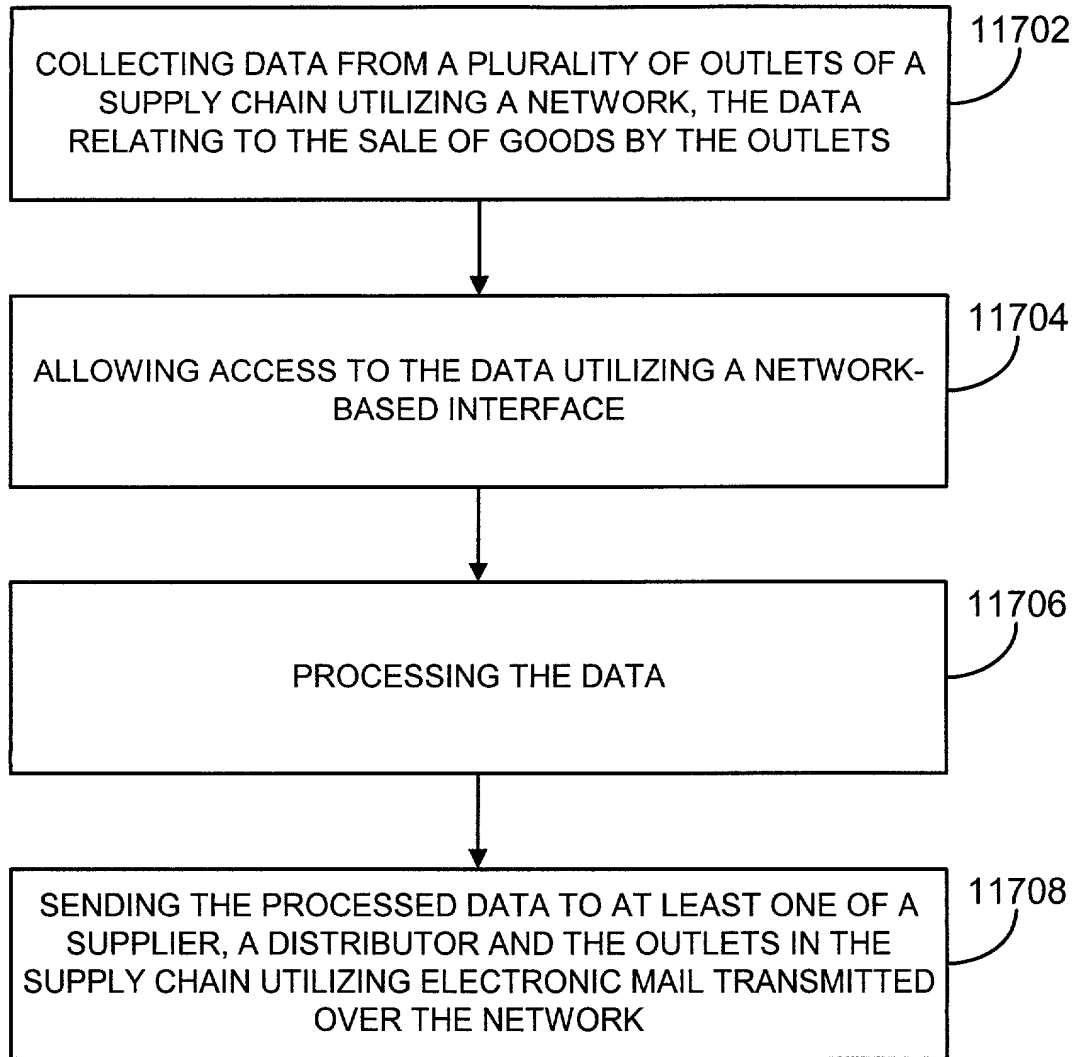 11702
COLLECTING DATA FROM A PLURALITY OF OUTLETS OF A
SUPPLY CHAIN UTILIZING A NETWORK, THE DATA
RELATING TO THE SALE OF GOODS BY THE OUTLETS
11704
ALLOWING ACCESS TO THE DATA UTILIZING A NETWORK-
BASED INTERFACE
11706
PROCESSING THE DATA
11708
SENDING THE PROCESSED DATA TO AT LEAST ONE OF A
SUPPLIER, A DISTRIBUTOR AND THE OUTLETS IN THE
SUPPLY CHAIN UTILIZING ELECTRONIC MAIL TRANSMITTED
OVER THE NETWORK